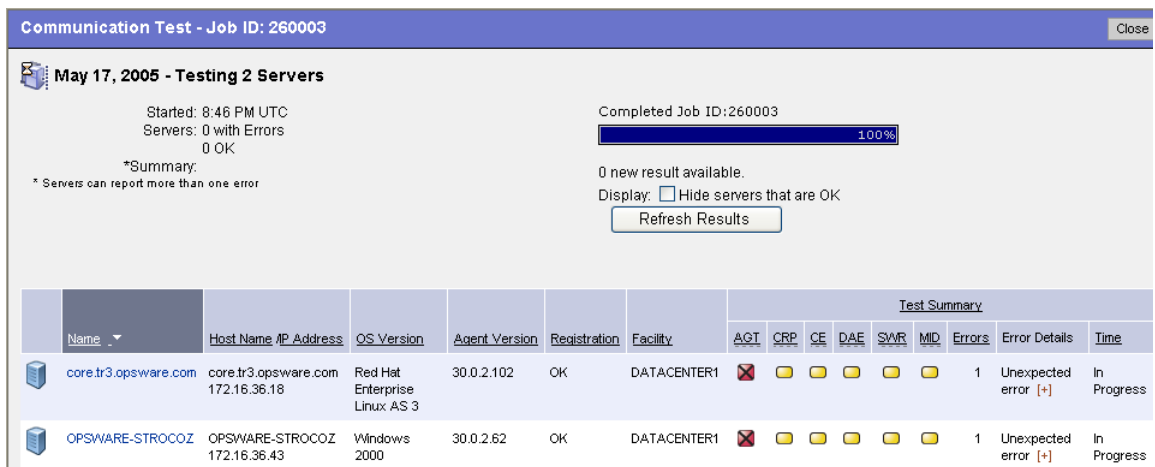 Communication Test - Job ID: 260003
Close
May 17, 2005 - Testing 2 Servers
Started: 8:46 PM UTC
Servers: 0 with Errors
0 OK
*Summary:
* Servers can report more than one error
Completed Job ID:260003
100%
0 new result available.
Display: Hide servers that are OK
Refresh Results
Test Summary
Name Host Name /IP Address OS Version Agent Version Registration Facility AGT CRP CE DAE SWR MID Errors Error Details Time
core.tr3.opsware.com core.tr3.opsware.com Red Hat 30.0.2.102 OK DATACENTER1 1 Unexpected In
172.16.36.18 Enterprise error [+] Progress
Linux AS 3
OPSWARE-STROCOZ OPSWARE-STROCOZ Windows 30.0.2.62 OK DATACENTER1 1 Unexpected In
172.16.36.43 2000 error [+] Progress